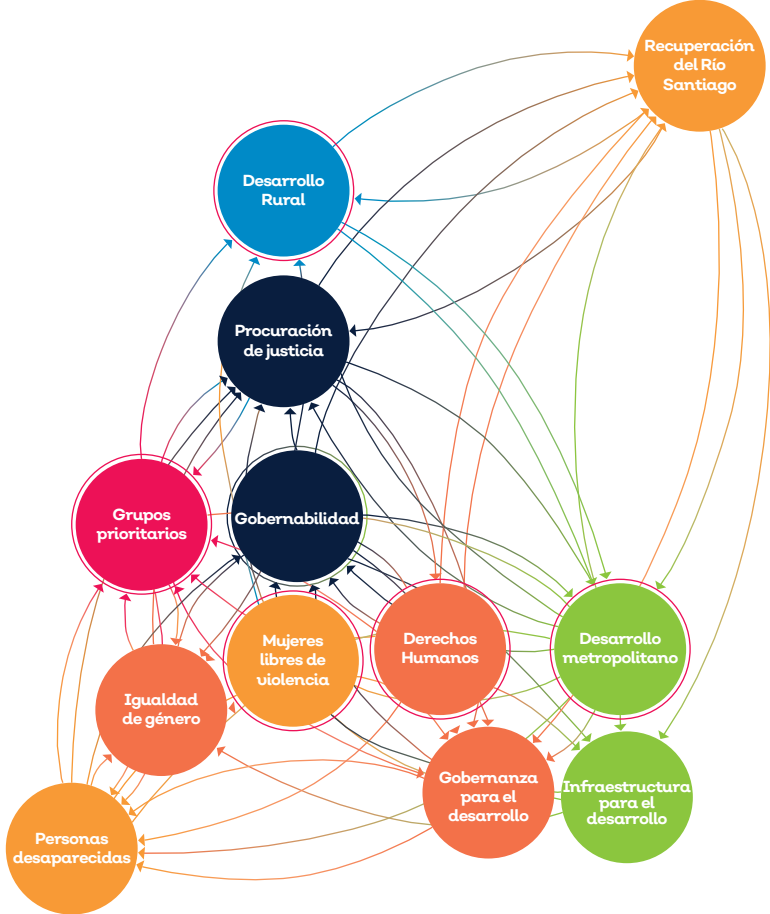 Recuperación
del Río
Santiago
Desarrollo
Rural
Procuración
de justicia
Grupos
prioritarios
Gobernabilidad
Mujeres
libres de
violencia
Derechos
Humanos
Desarrollo
metropolitano
Igualdad
de género
Gobernanza
para el
desarrollo
Infraestructura
para el
desarrollo
Personas
desaparecidas